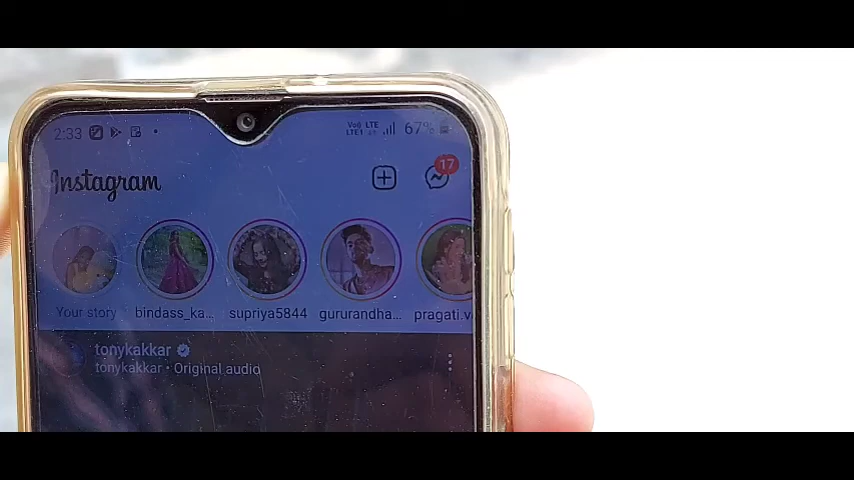 2:33 67%
Instagram
17
Your story bindass_ka... supriya5844 gururandha... pragati.v
tonykakkar
tonykakkar • Original audio